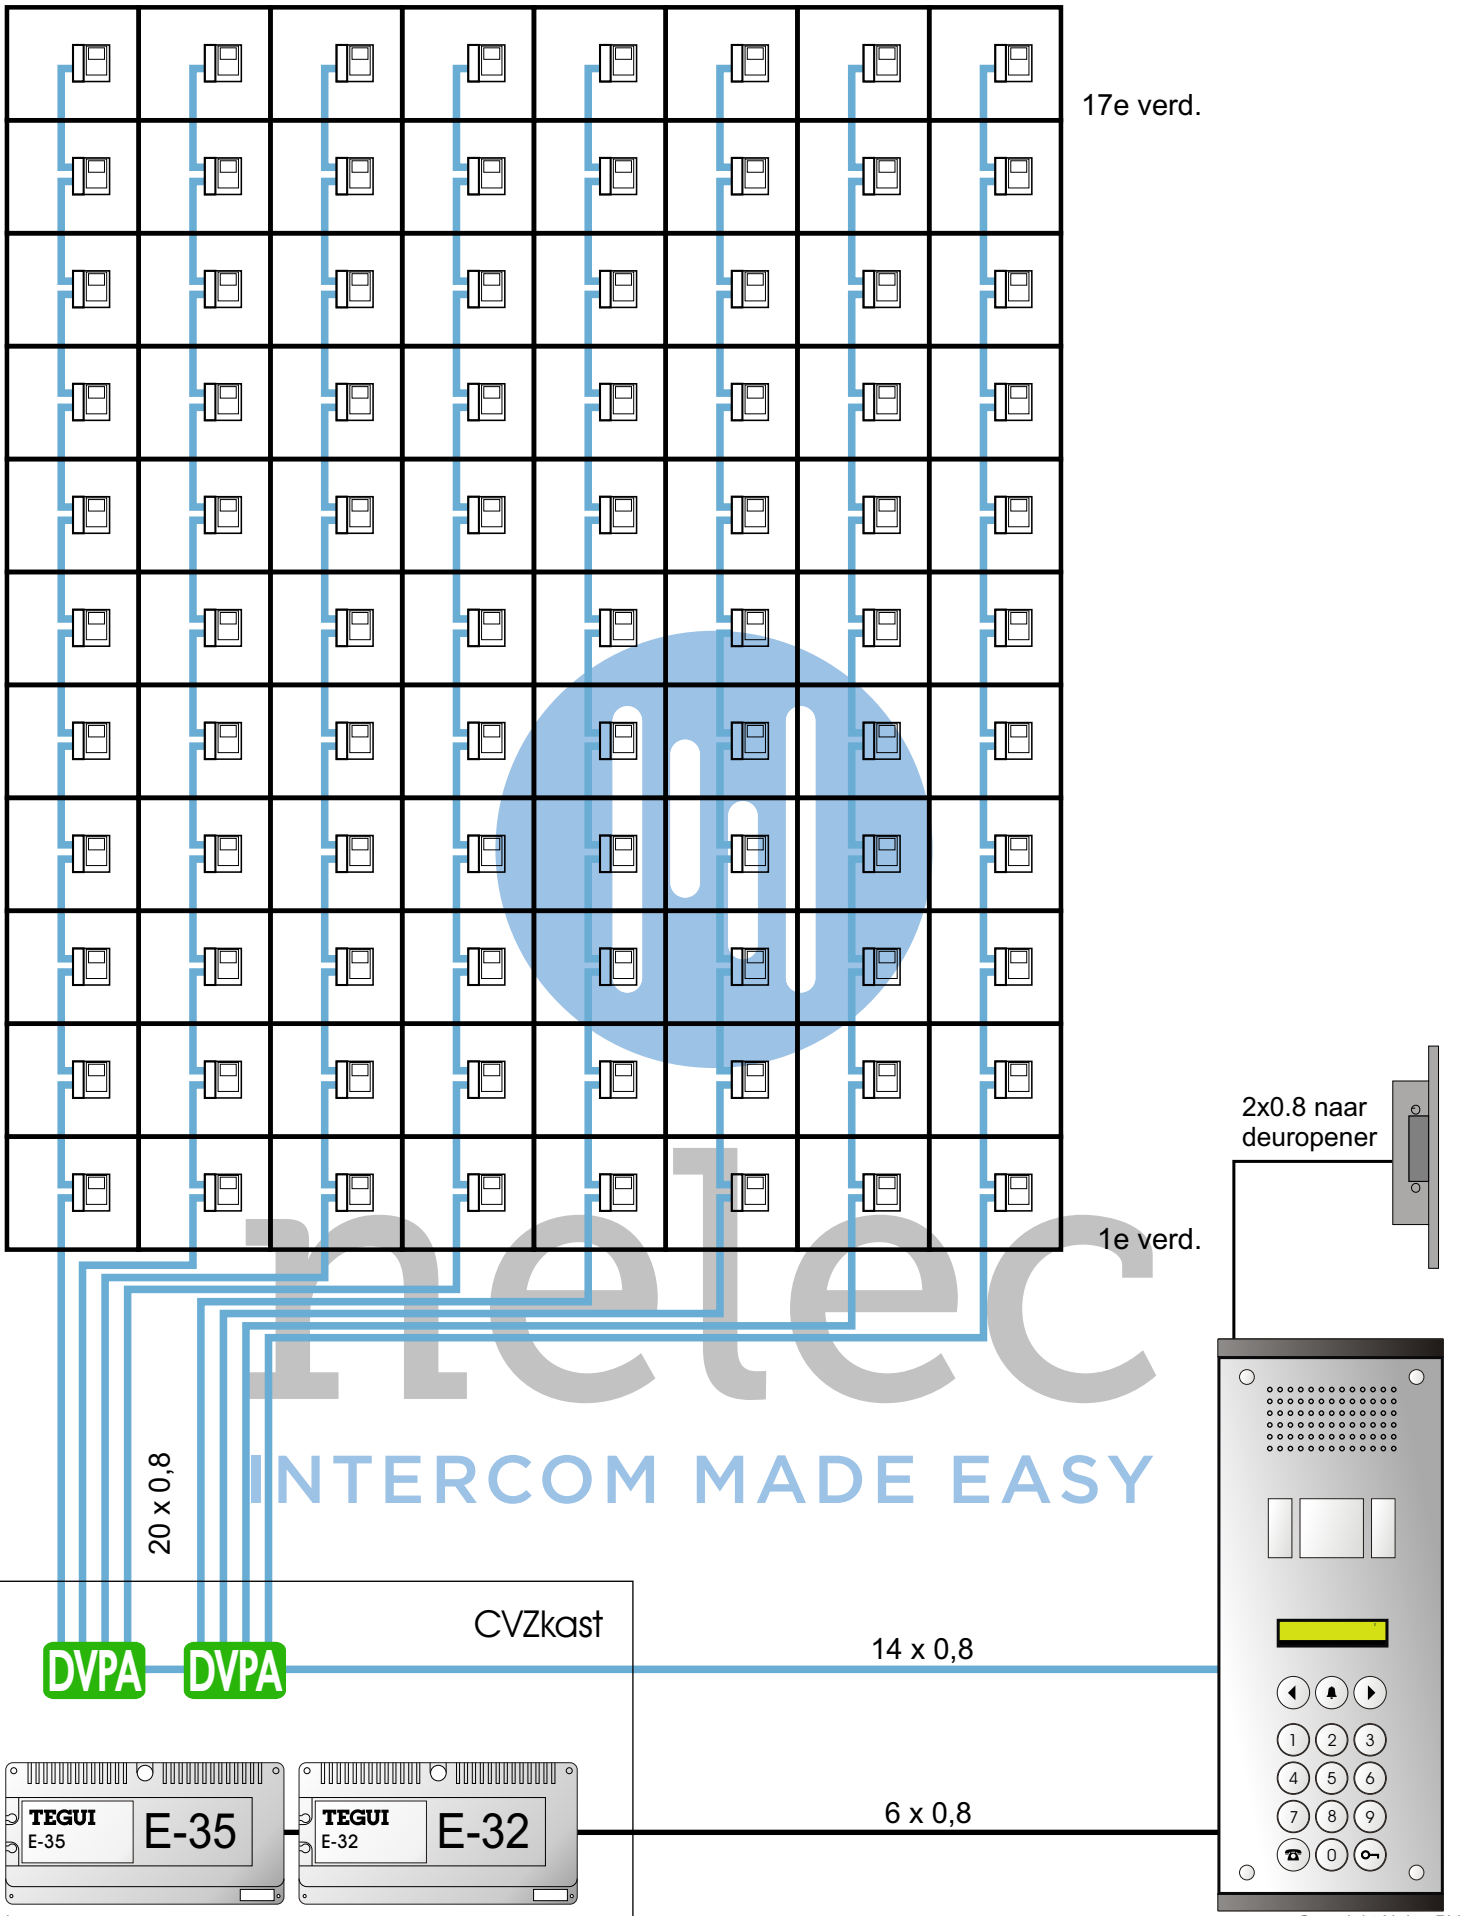 17e verd.
2x0.8 naar
deuropener
1e verd.
nelec
INTERCOM MADE EASY
20 x 0,8
CVZkast
DVPA
DVPA
14 x 0,8
TEGUI
E-35
E-35
TEGUI
E-32
E-32
6 x 0,8
1 2 3
4 5 6
7 8 9
0